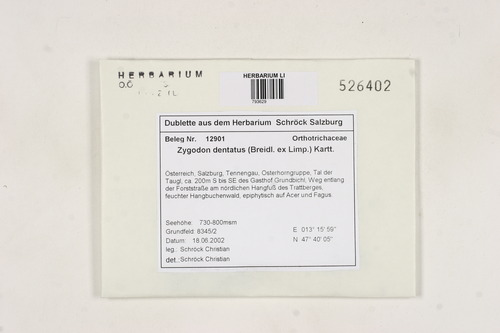 HERBARIUM
HERBARIUM LI
526402
Dublette aus dem Herbarium Schröck Salzburg
Beleg Nr. 12901 Orthotrichaceae
Zygodon dentatus (Breidl. ex Limp.) Kartt.
Österreich, Salzburg, Tennengau, Osterhorngruppe, Tal der
Taugl, ca. 200m S bis SE des Gasthof Grundbichl. Weg entlang
der Forststraße am nördlichen Hangfuß des Trattberges,
feuchter Hangbuchenwald, epiphytisch auf Acer und Fagus.
Seehöhe: 730-800msm
Grundfeld 8345/2 E 013° 15' 59"
Datum: 18.06.2002 N 47° 40' 05"
leg.: Schröck Christian
det.: Schröck Christian